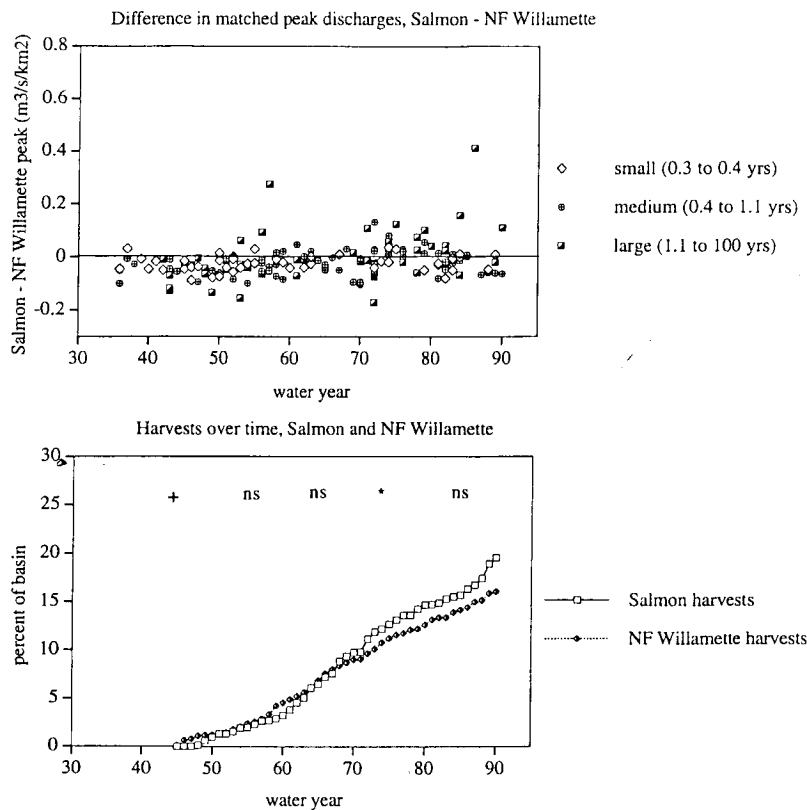 Difference in matched peak discharges, Salmon - NF Willamette
Salmon - NF Willamette peak (m3/s/km2)
0.8
0.6
0.4
0.2
0
-0.2
30 40 50 60 70 80 90
water year
small (0.3 to 0.4 yrs)
medium (0.4 to 1.1 yrs)
large (1.1 to 100 yrs)
Harvests over time, Salmon and NF Willamette
percent of basin
30
25
20
15
10
5
0
+ ns ns * ns
30 40 50 60 70 80 90
water year
Salmon harvests
NF Willamette harvests